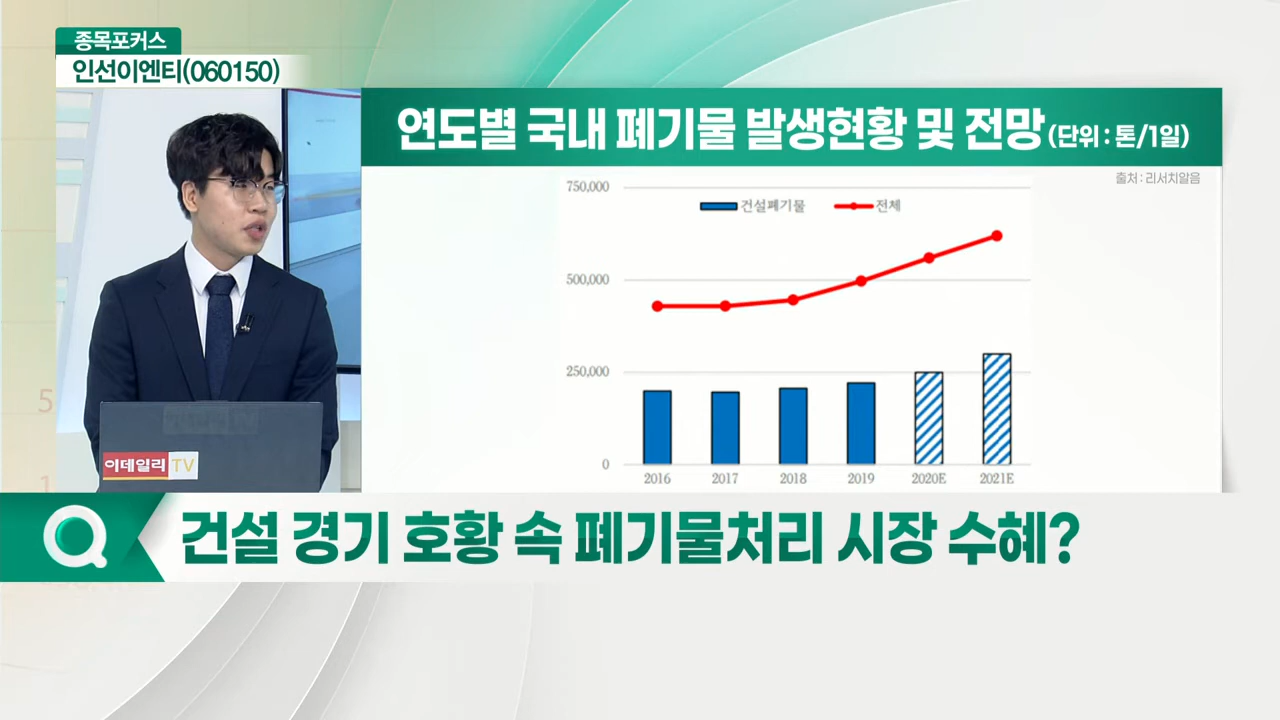 종목포커스
인선이엔티(060150)
연도별 국내 폐기물 발생현황 및 전망(단위 : 톤/1일)
출처 : 리서치알음
750,000
건설폐기물 전체
500,000
250,000
0
2016 2017 2018 2019 2020E 2021E
5
1
이데일리 TV
건설 경기 호황 속 폐기물처리 시장 수혜?